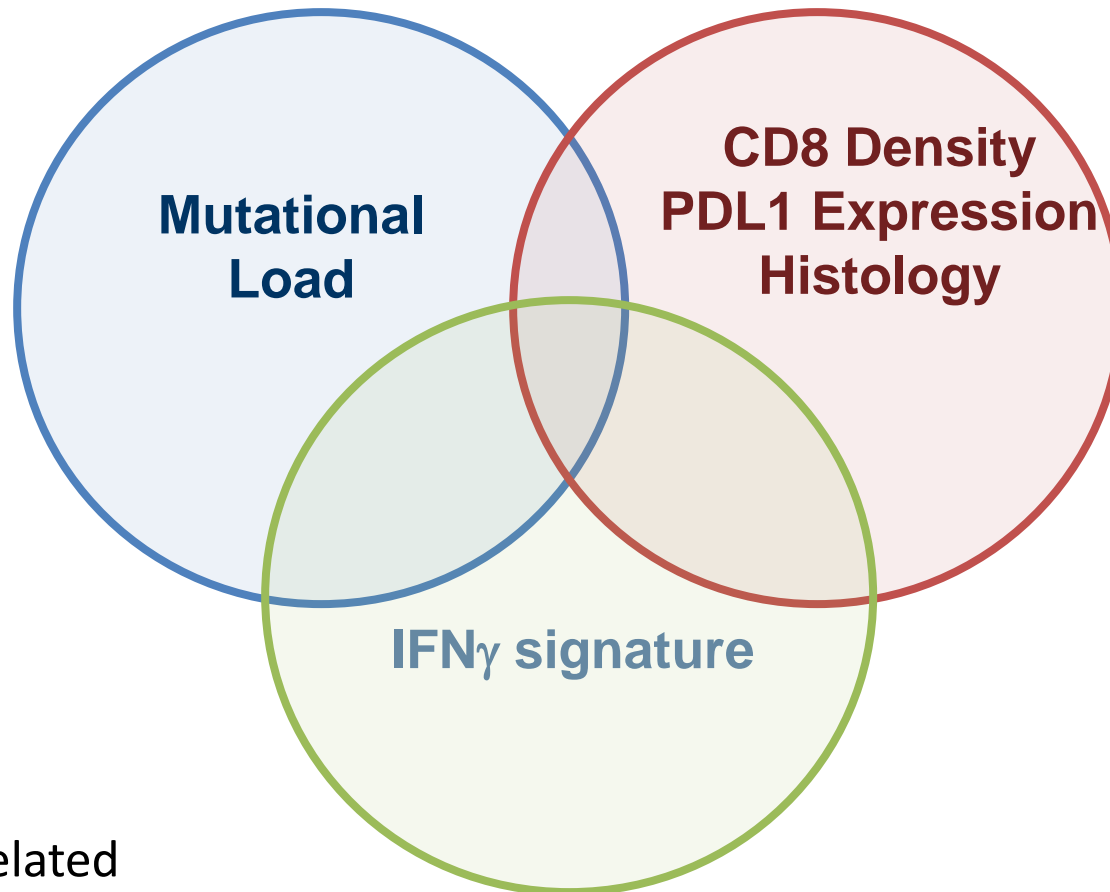 Mutational
Load
CD8 Density
PDL1 Expression
Histology
IFNγ signature
elated